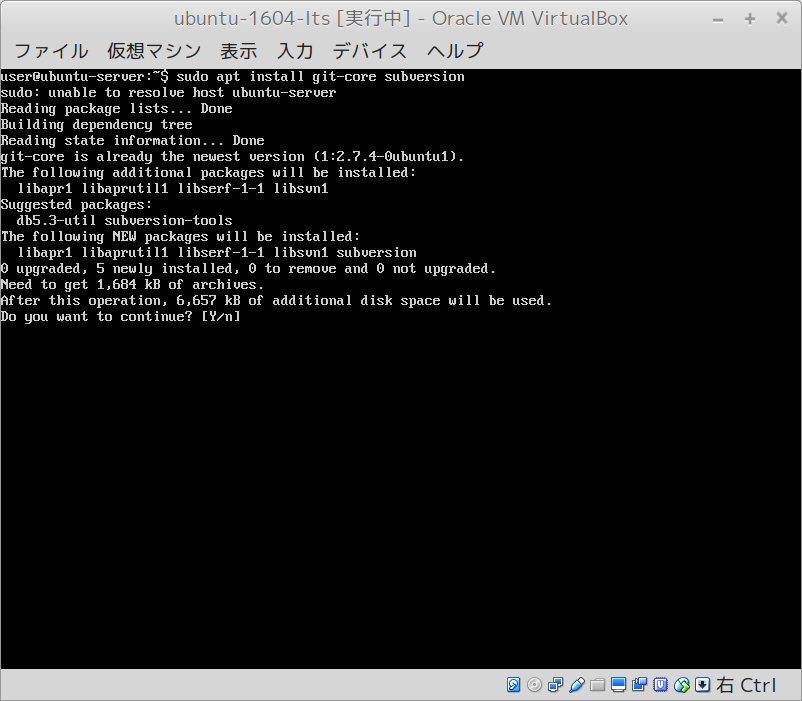 ubuntu-1604-lts [実行中] - Oracle VM VirtualBox
ファイル 仮想マシン 表示 入力 デバイス ヘルプ
user@ubuntu-server:~$ sudo apt install git-core subversion
sudo: unable to resolve host ubuntu-server
Reading package lists... Done
Building dependency tree
Reading state information... Done
git-core is already the newest version (1:2.7.4-0ubuntu1).
The following additional packages will be installed:
  libapr1 libaprutil1 libserf-1-1 libsvn1
Suggested packages:
  db5.3-util subversion-tools
The following NEW packages will be installed:
  libapr1 libaprutil1 libserf-1-1 libsvn1 subversion
0 upgraded, 5 newly installed, 0 to remove and 0 not upgraded.
Need to get 1,684 kB of archives.
After this operation, 6,657 kB of additional disk space will be used.
Do you want to continue? [Y/n]
右 Ctrl